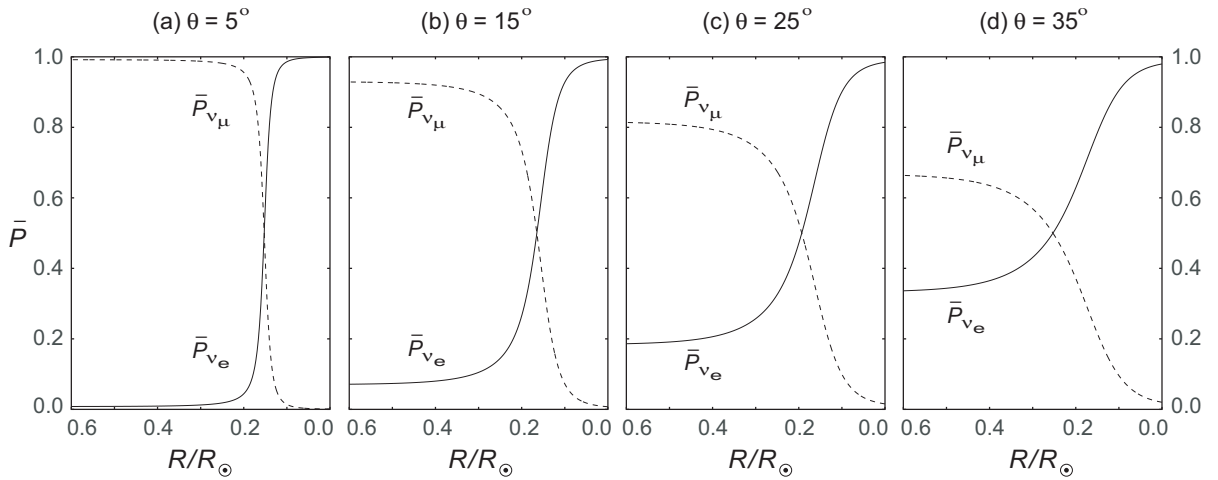 (a) θ = 5° (b) θ = 15° (c) θ = 25° (d) θ = 35°
1.0 1.0
P̄νμ P̄νμ P̄νμ P̄νμ
0.8 0.8
0.6 0.6
P̄
0.4 0.4
P̄νe P̄νe P̄νe P̄νe
0.2 0.2
0.0 0.0
0.6 0.4 0.2 0.0 0.6 0.4 0.2 0.0 0.6 0.4 0.2 0.0 0.6 0.4 0.2 0.0
R/R⊙ R/R⊙ R/R⊙ R/R⊙